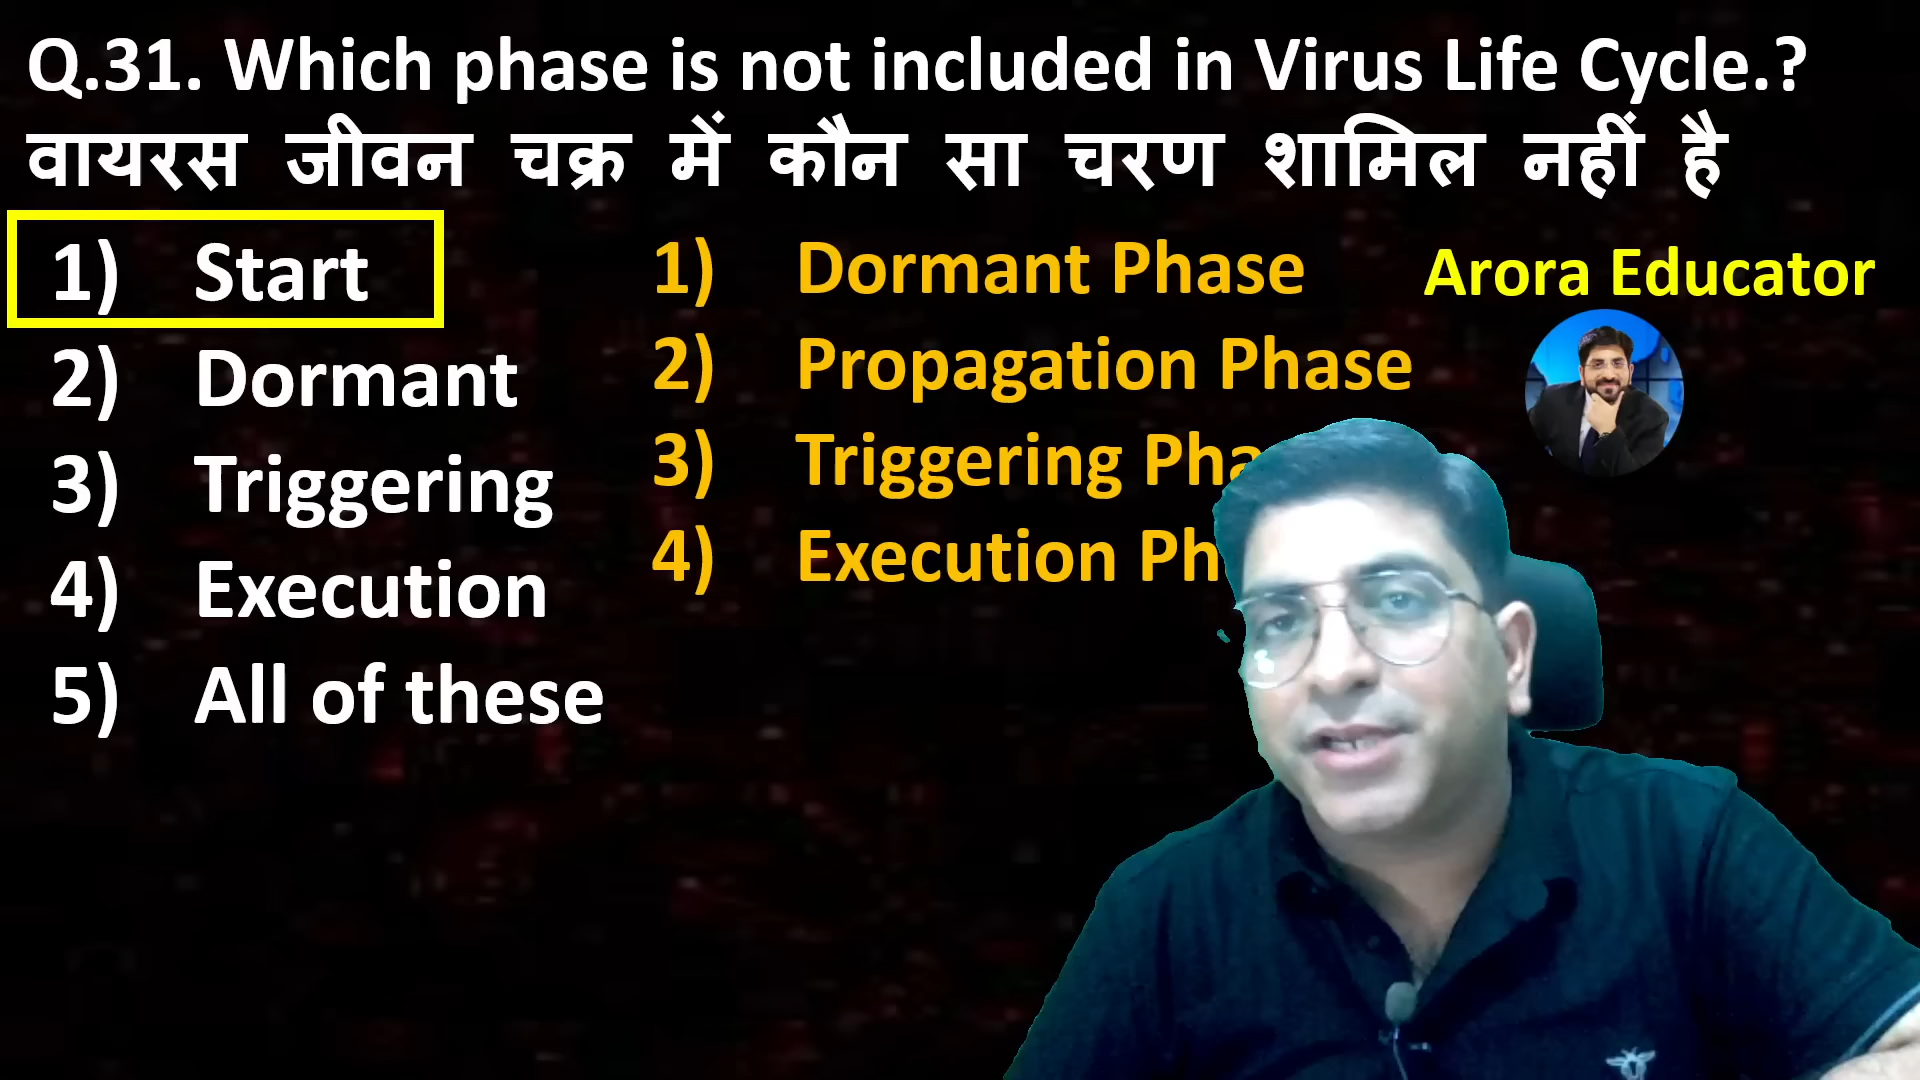 Q.31. Which phase is not included in Virus Life Cycle.?
वायरस जीवन चक्र में कौन सा चरण शामिल नहीं है
1) Start
2) Dormant
3) Triggering
4) Execution
5) All of these
1) Dormant Phase
2) Propagation Phase
3) Triggering Pha
4) Execution Ph
Arora Educator